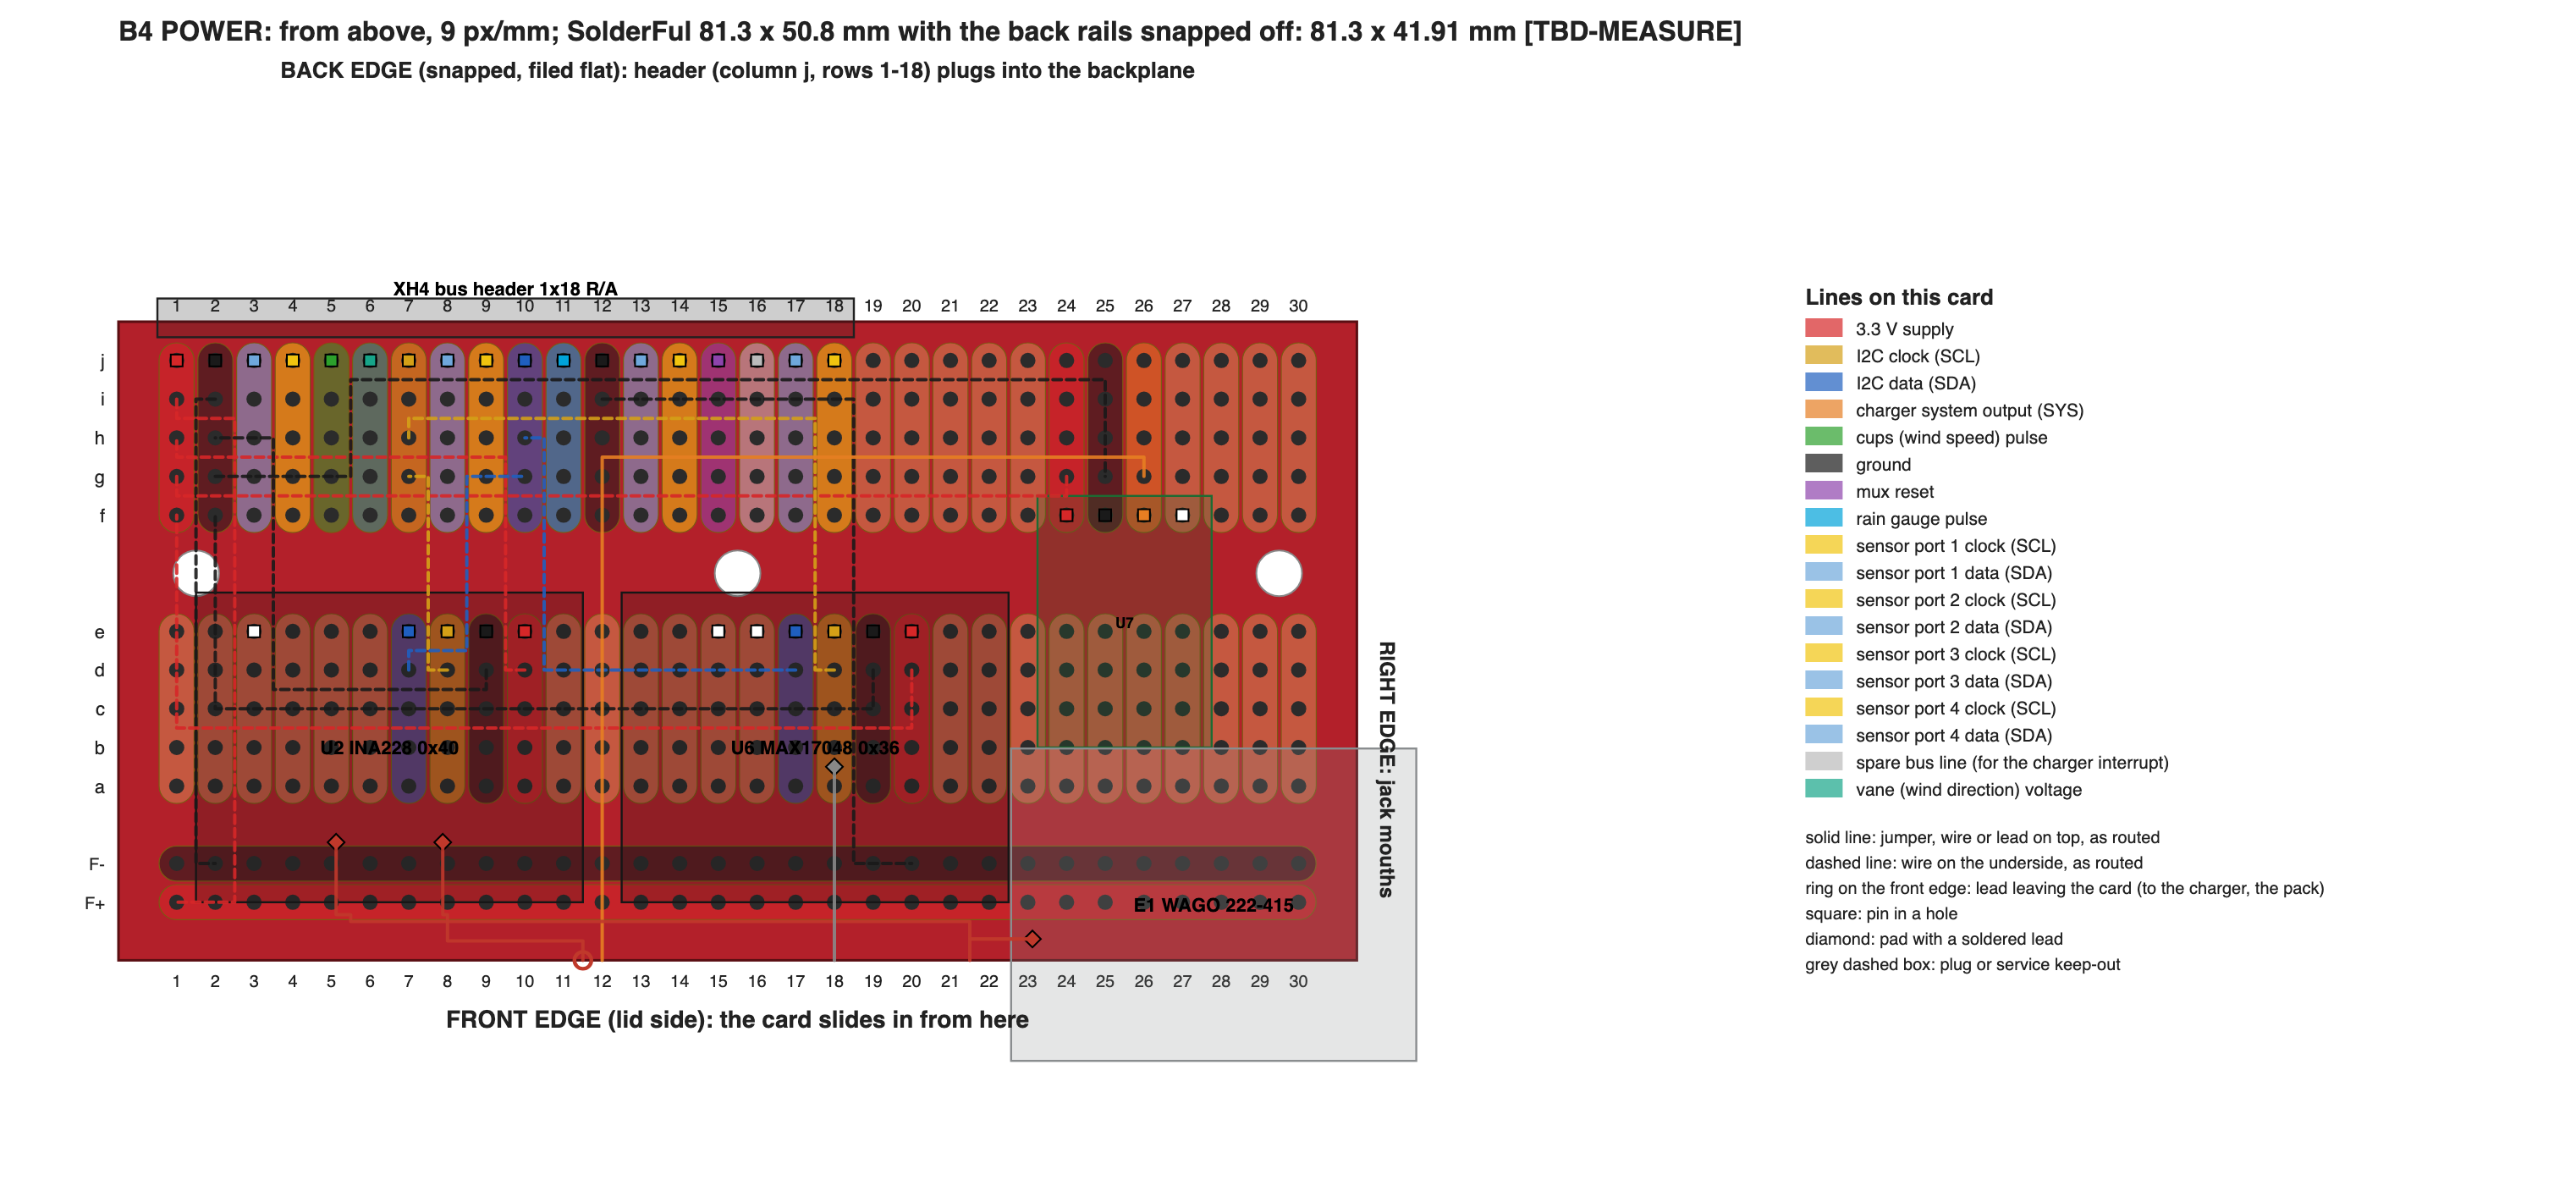 B4 POWER: from above, 9 px/mm; SolderFul 81.3 x 50.8 mm with the back rails snapped off: 81.3 x 41.91 mm [TBD-MEASURE]
BACK EDGE (snapped, filed flat): header (column j, rows 1-18) plugs into the backplane
XH4 bus header 1x18 R/A
1 2 3 4 5 6 7 8 9 10 11 12 13 14 15 16 17 18 19 20 21 22 23 24 25 26 27 28 29 30
j
i
h
g
f
U7
e
d
c
b
U2 INA228 0x40
U6 MAX17048 0x36
a
RIGHT EDGE: jack mouths
F-
F+
E1 WAGO 222-415
1 2 3 4 5 6 7 8 9 10 11 12 13 14 15 16 17 18 19 20 21 22 23 24 25 26 27 28 29 30
FRONT EDGE (lid side): the card slides in from here
Lines on this card
3.3 V supply
I2C clock (SCL)
I2C data (SDA)
charger system output (SYS)
cups (wind speed) pulse
ground
mux reset
rain gauge pulse
sensor port 1 clock (SCL)
sensor port 1 data (SDA)
sensor port 2 clock (SCL)
sensor port 2 data (SDA)
sensor port 3 clock (SCL)
sensor port 3 data (SDA)
sensor port 4 clock (SCL)
sensor port 4 data (SDA)
spare bus line (for the charger interrupt)
vane (wind direction) voltage
solid line: jumper, wire or lead on top, as routed
dashed line: wire on the underside, as routed
ring on the front edge: lead leaving the card (to the charger, the pack)
square: pin in a hole
diamond: pad with a soldered lead
grey dashed box: plug or service keep-out